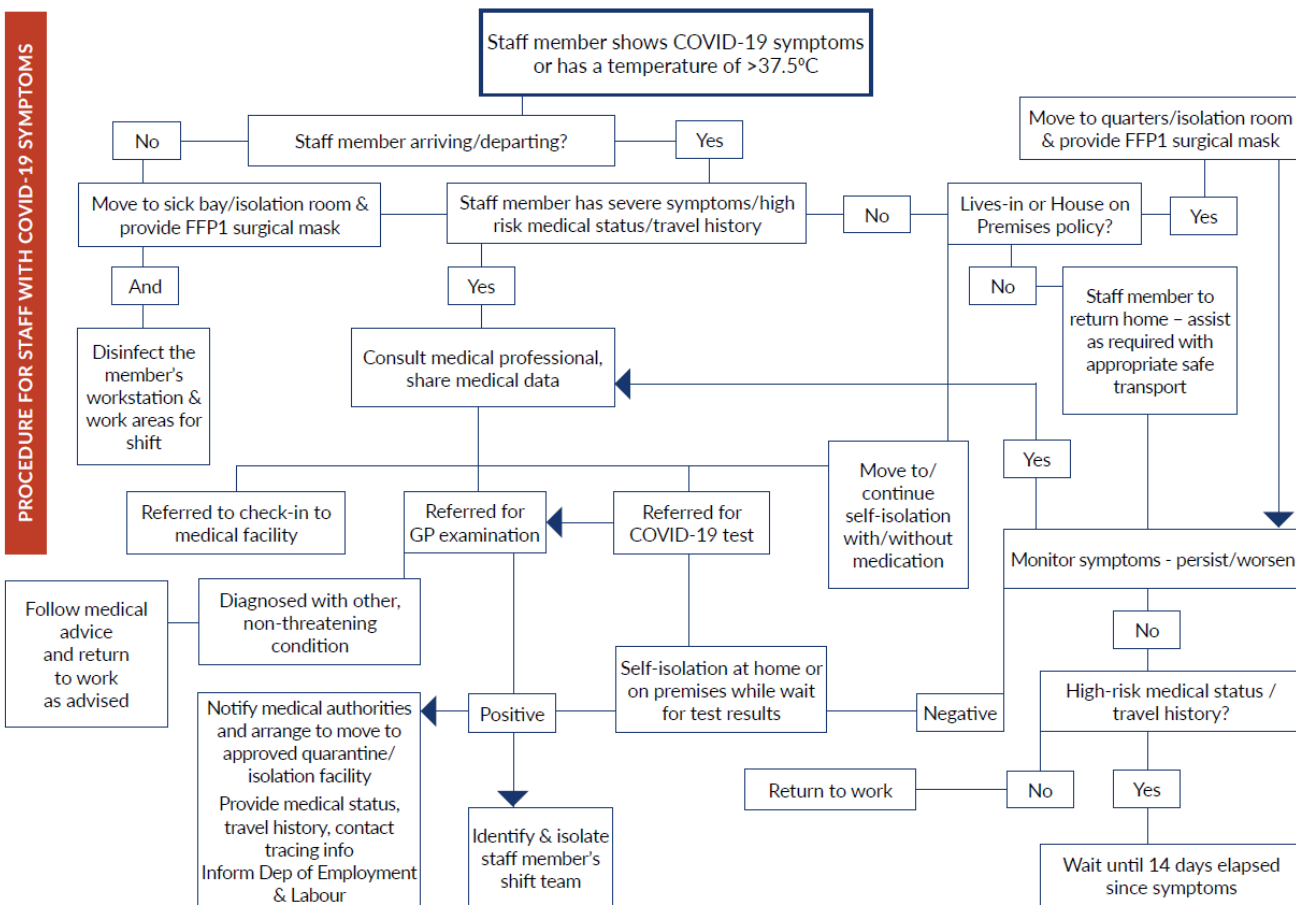 PROCEDURE FOR STAFF WITH COVID-19 SYMPTOMS
Staff member shows COVID-19 symptoms
or has a temperature of >37.5⁰C
No
Staff member arriving/departing?
Yes
Move to quarters/isolation room
& provide FFP1 surgical mask
Move to sick bay/isolation room &
provide FFP1 surgical mask
Staff member has severe symptoms/high
risk medical status/travel history
No
Lives-in or House on
Premises policy?
Yes
And
Yes
No
Staff member to
return home – assist
as required with
appropriate safe
transport
Disinfect the
member's
workstation &
work areas for
shift
Consult medical professional,
share medical data
Yes
Referred to check-in to
medical facility
Referred for
GP examination
Referred for
COVID-19 test
Move to/
continue
self-isolation
with/without
medication
Monitor symptoms - persist/worsen
Follow medical
advice
and return
to work
as advised
Diagnosed with other,
non-threatening
condition
No
Self-isolation at home or
on premises while wait
for test results
Notify medical authorities
and arrange to move to
approved quarantine/
isolation facility
Provide medical status,
travel history, contact
tracing info
Inform Dep of Employment
& Labour
Positive
Negative
High-risk medical status /
travel history?
Return to work
No
Yes
Identify & isolate
staff member's
shift team
Wait until 14 days elapsed
since symptoms